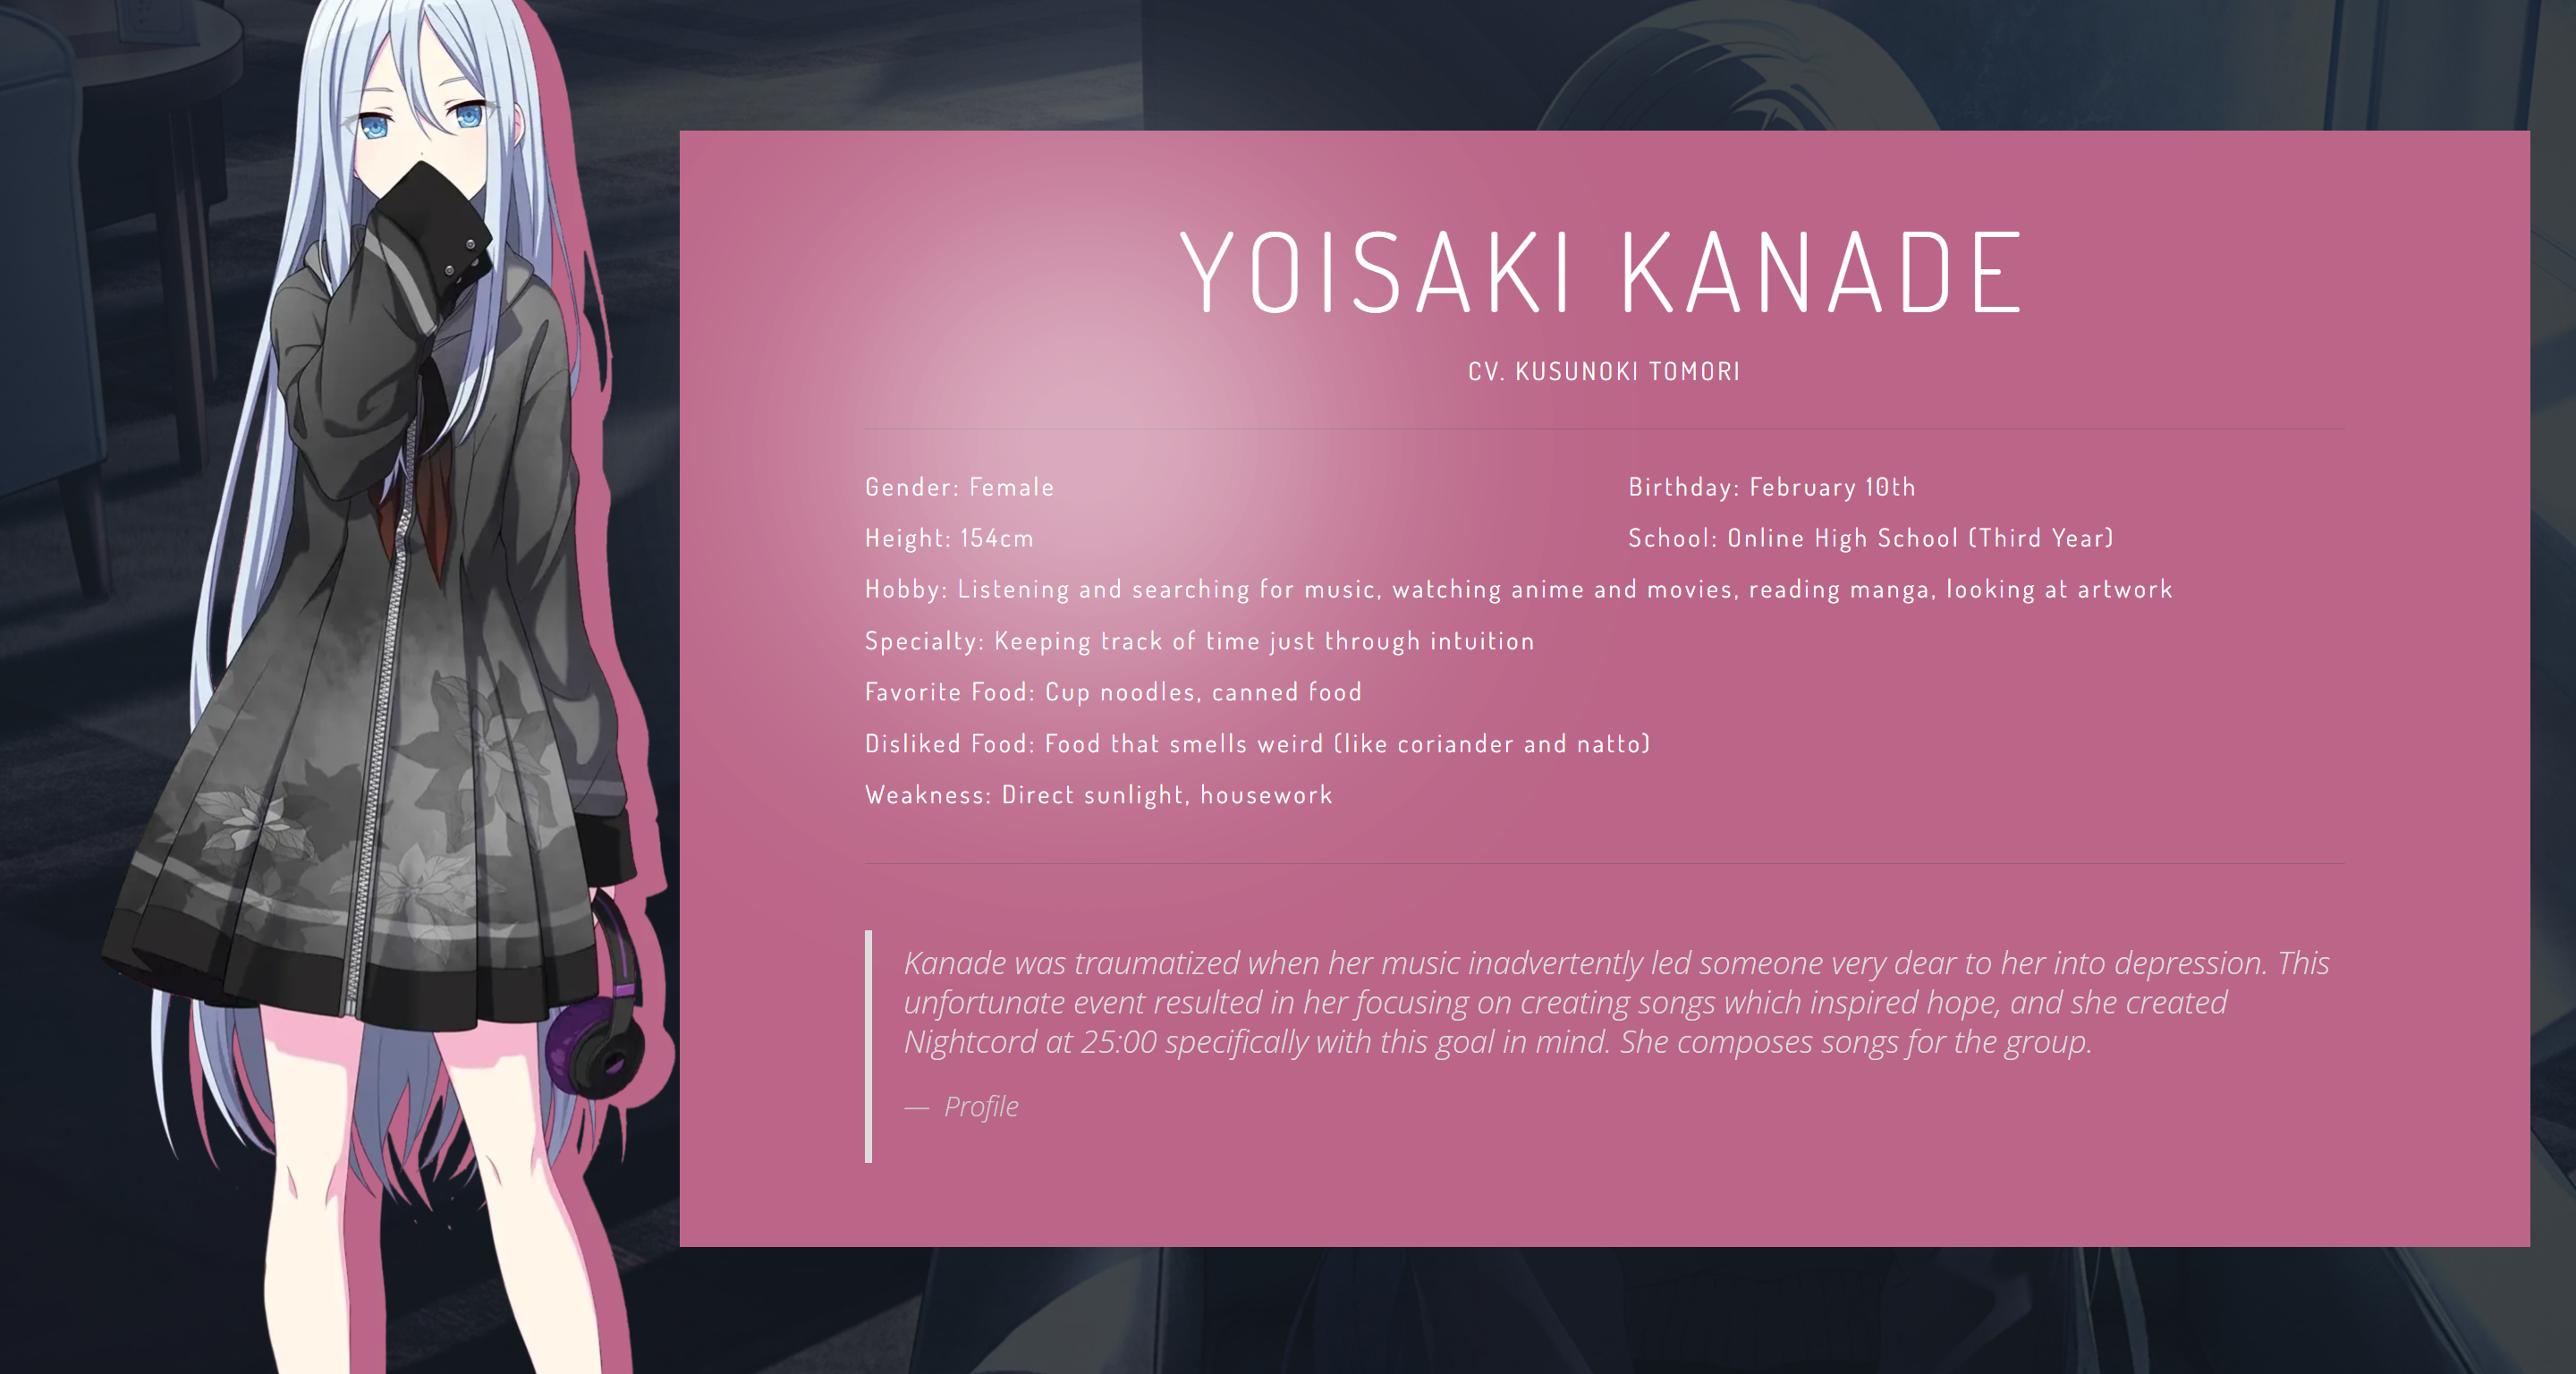 YOISAKI KANADE
CV. KUSUNOKI TOMORI
Gender: Female
Birthday: February 10th
Height: 154cm
School: Online High School (Third Year)
Hobby: Listening and searching for music, watching anime and movies, reading manga, looking at artwork
Specialty: Keeping track of time just through intuition
Favorite Food: Cup noodles, canned food
Disliked Food: Food that smells weird (like coriander and natto)
Weakness: Direct sunlight, housework
Kanade was traumatized when her music inadvertently led someone very dear to her into depression. This
unfortunate event resulted in her focusing on creating songs which inspired hope, and she created
Nightcord at 25:00 specifically with this goal in mind. She composes songs for the group.
— Profile